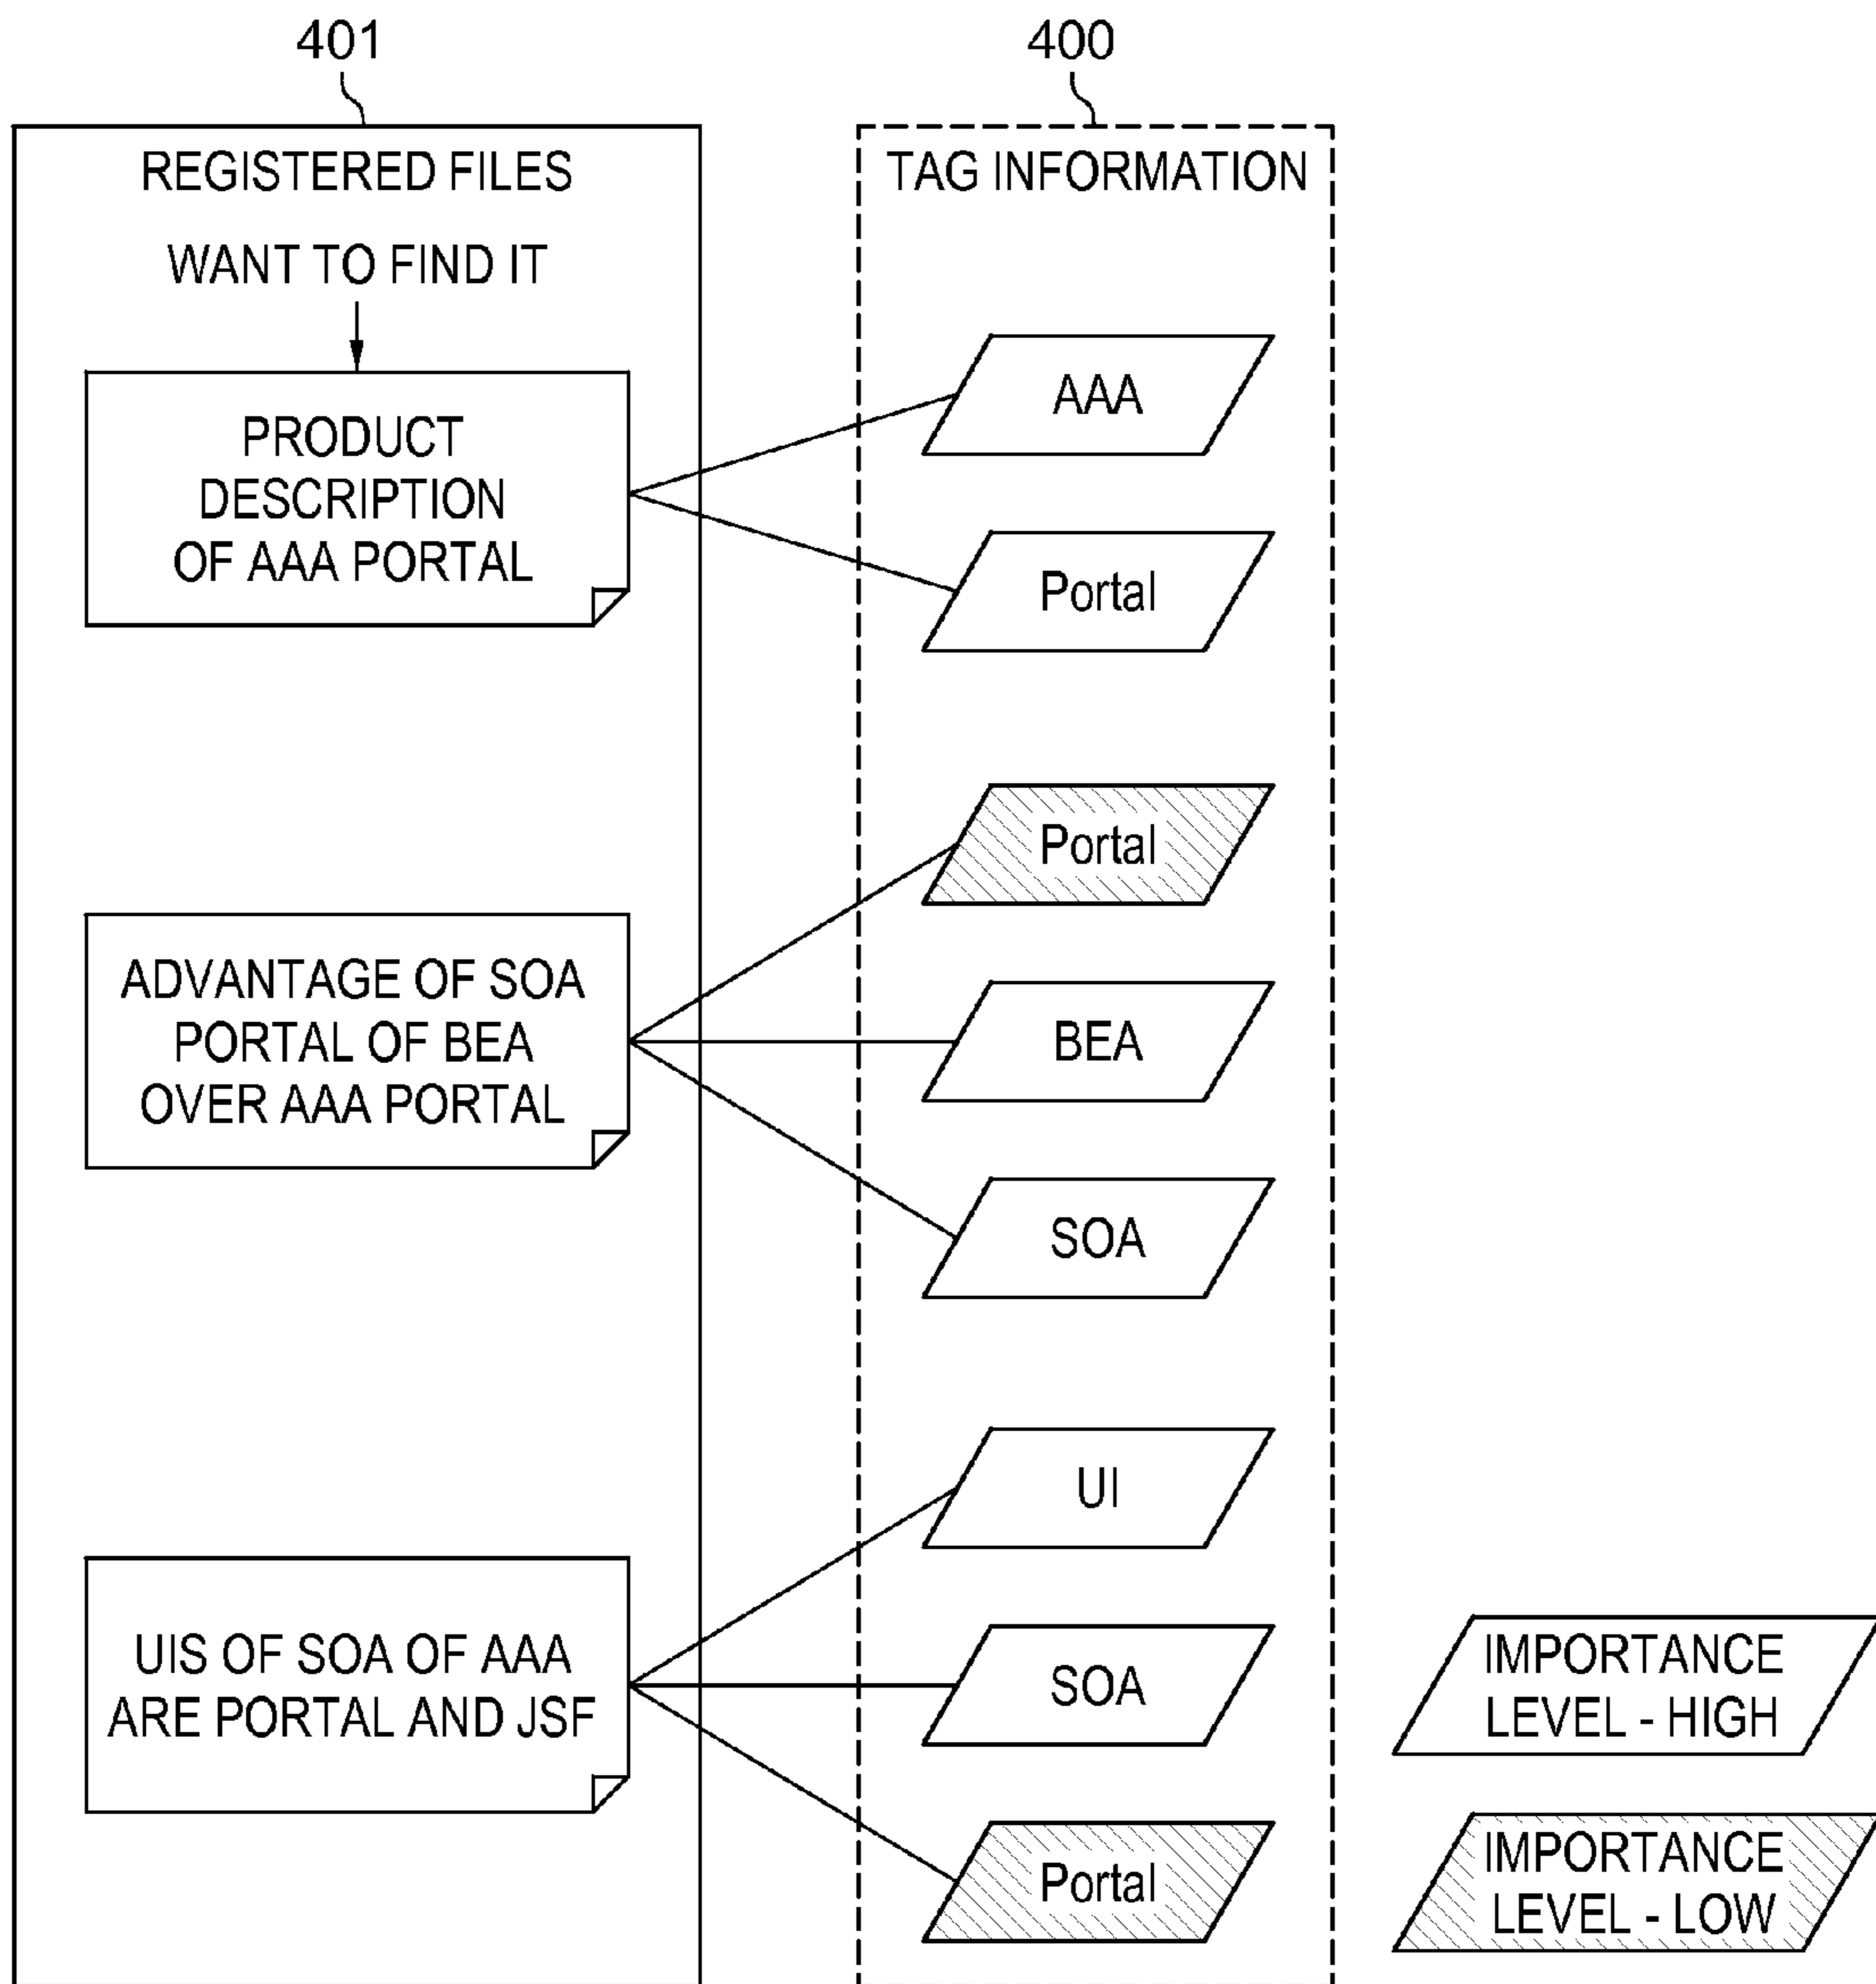 401
400
REGISTERED FILES
TAG INFORMATION
WANT TO FIND IT
PRODUCT
DESCRIPTION
OF AAA PORTAL
AAA
Portal
ADVANTAGE OF SOA
PORTAL OF BEA
OVER AAA PORTAL
Portal
BEA
SOA
UIS OF SOA OF AAA
ARE PORTAL AND JSF
UI
SOA
Portal
IMPORTANCE
LEVEL - HIGH
IMPORTANCE
LEVEL - LOW